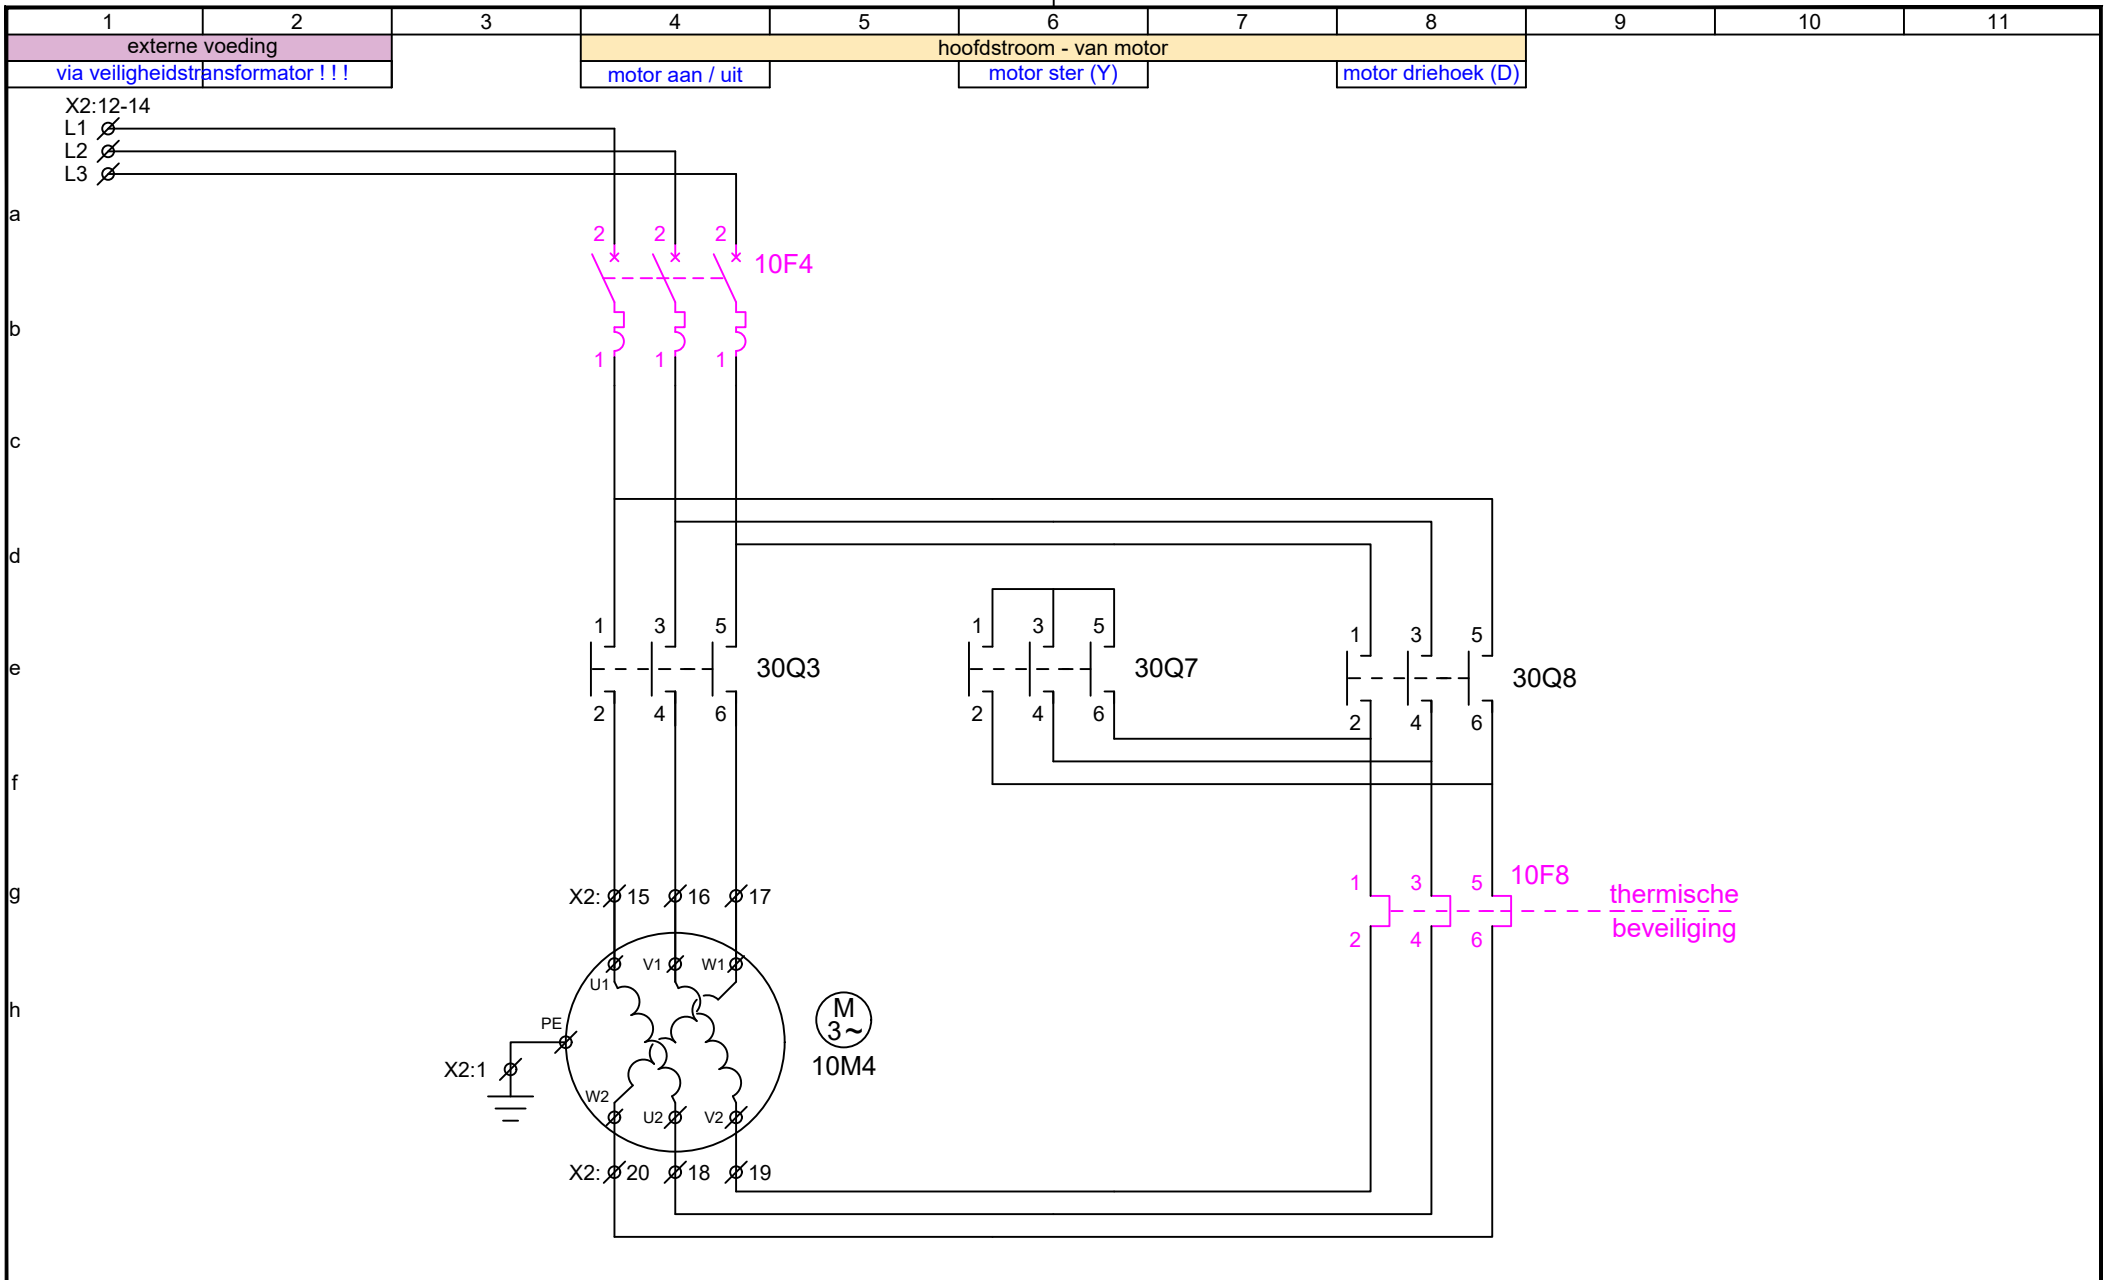 1 2 3 4 5 6 7 8 9 10 11
externe voeding hoofdstroom - van motor
via veiligheidstransformator ! ! ! motor aan / uit motor ster (Y) motor driehoek (D)
X2:12-14
L1
L2
L3
a
2 2 2 10F4
b
1 1 1
c
d
1 3 5 1 3 5 1 3 5
e 30Q3 30Q7 30Q8
2 4 6 2 4 6 2 4 6
f
1 3 5 10F8
g X2: 15 16 17 thermische
2 4 6 beveiliging
U1 V1 W1
h
PE M
3~
X2:1 10M4
W2 U2 V2
X2: 20 18 19